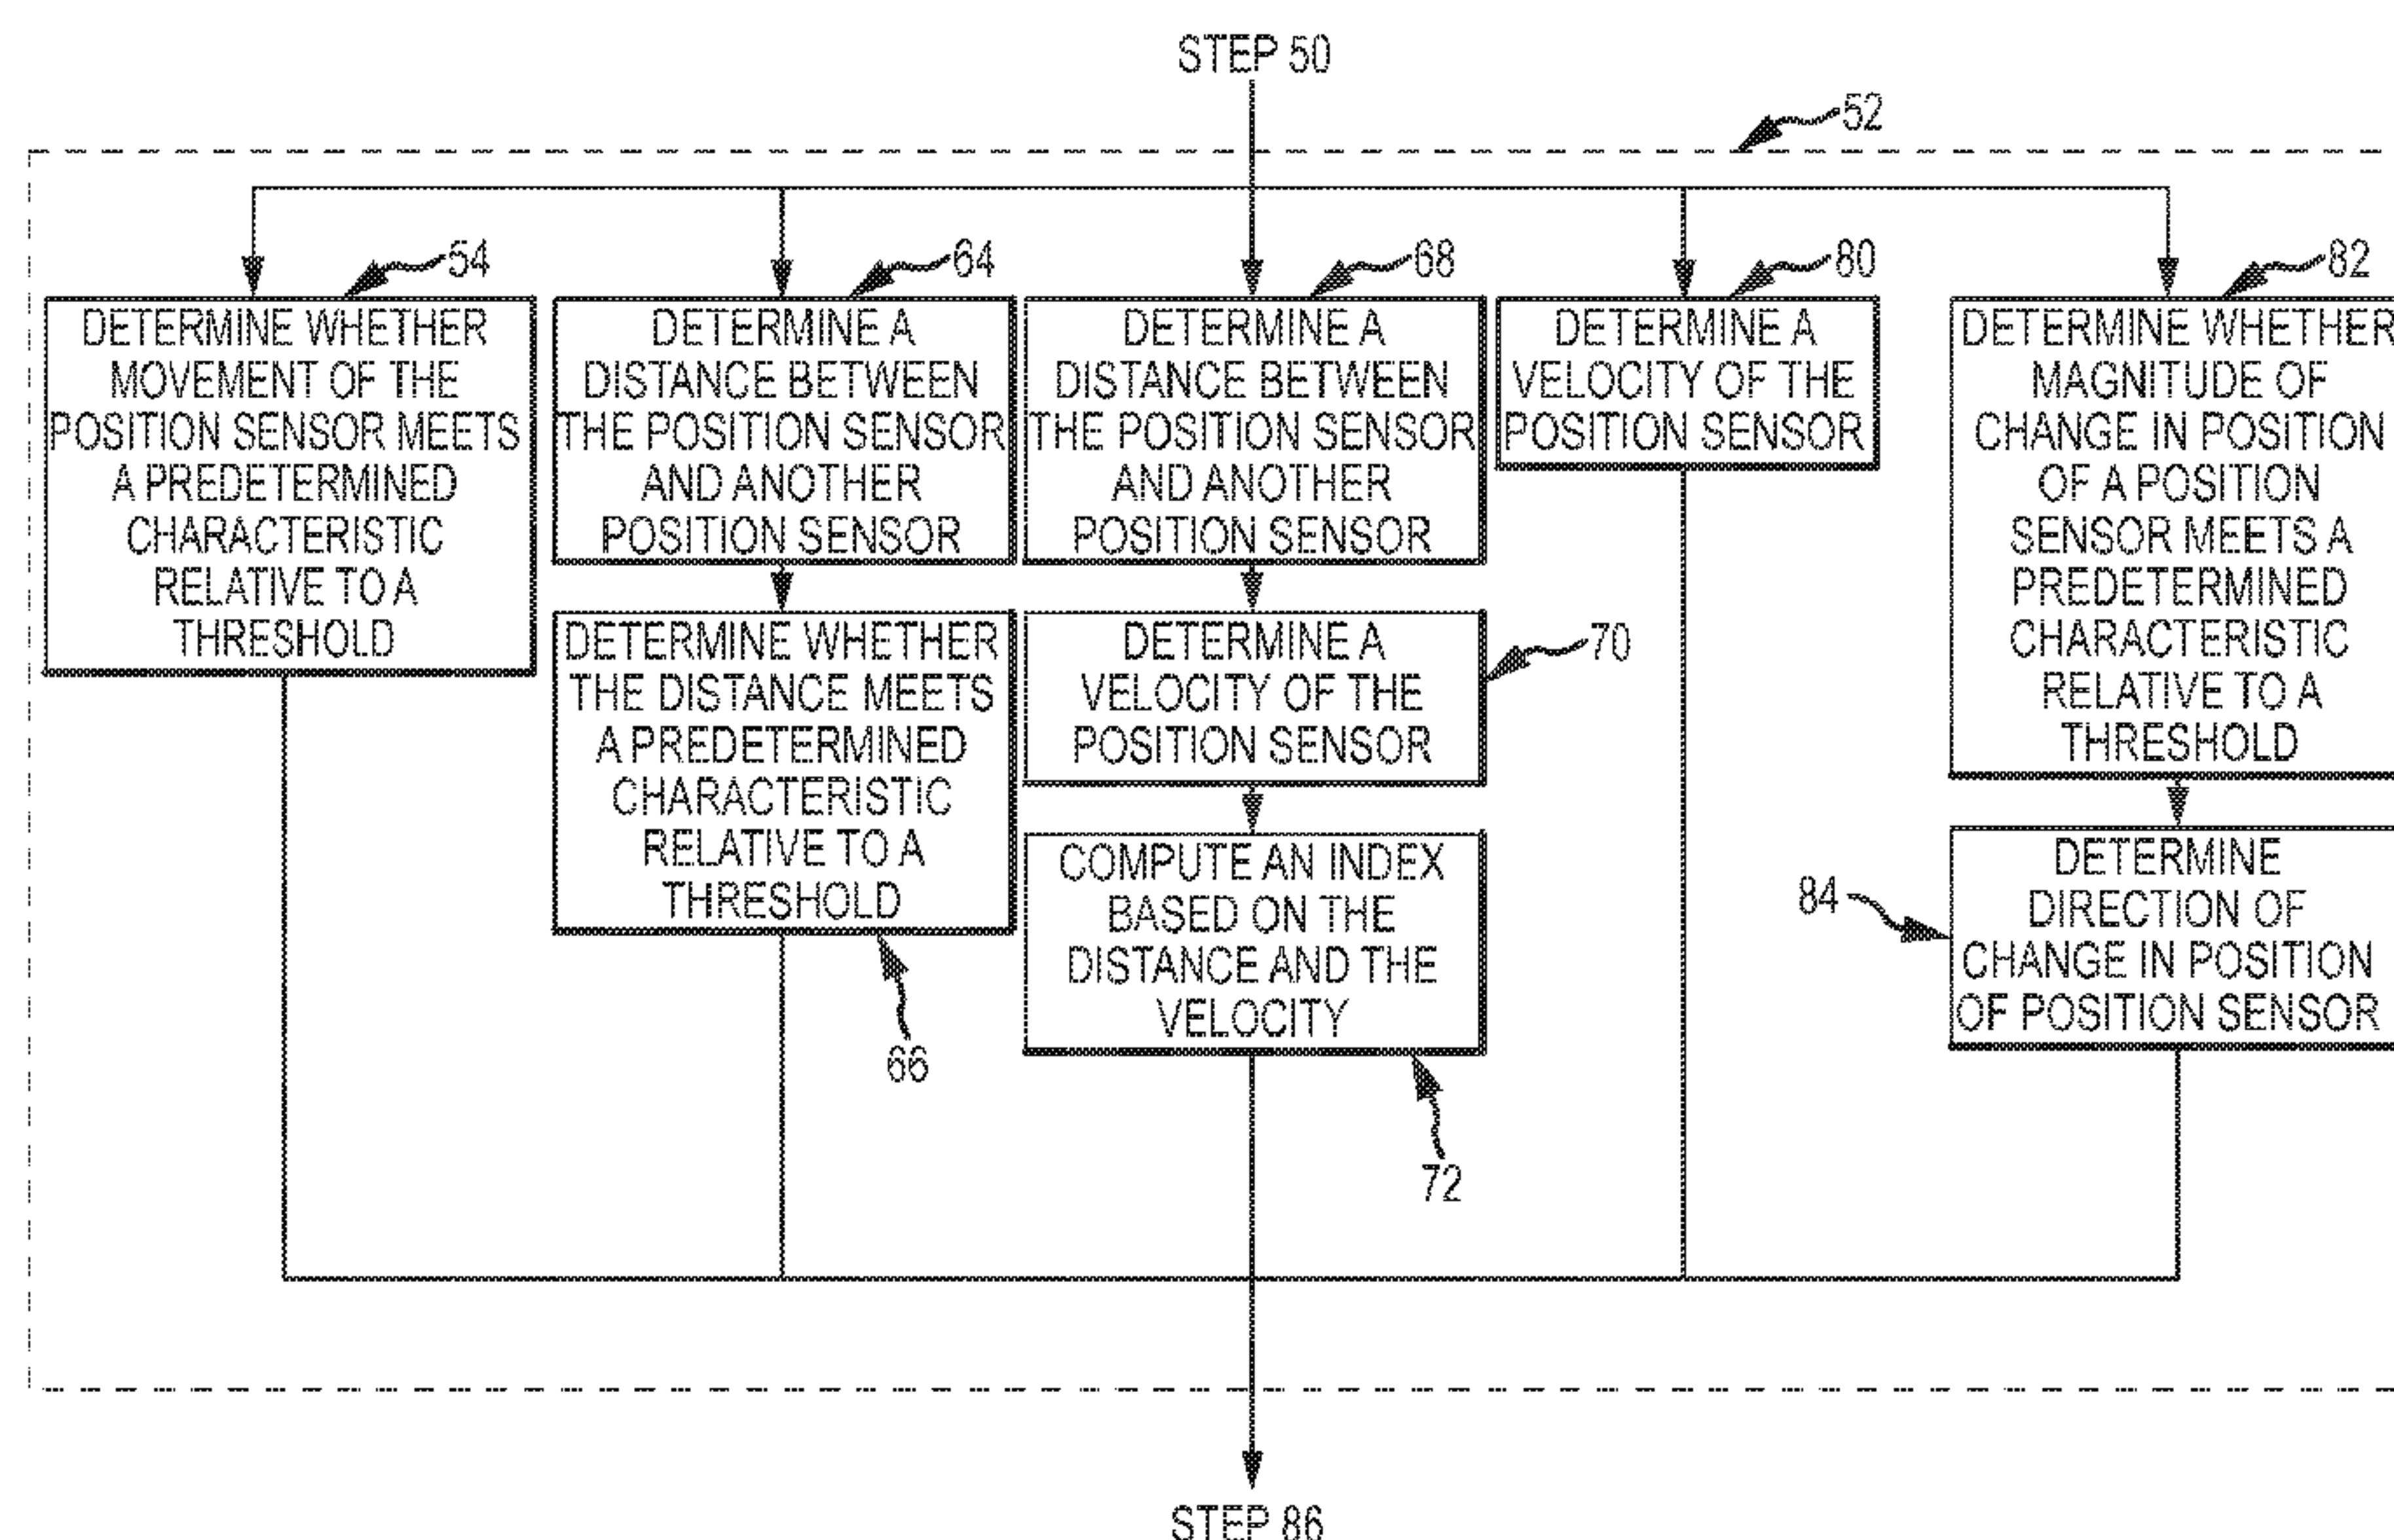 STEP 50
52
54
DETERMINE WHETHER
MOVEMENT OF THE
POSITION SENSOR MEETS
A PREDETERMINED
CHARACTERISTIC
RELATIVE TO A
THRESHOLD
64
DETERMINE A
DISTANCE BETWEEN
THE POSITION SENSOR
AND ANOTHER
POSITION SENSOR
DETERMINE WHETHER
THE DISTANCE MEETS
A PREDETERMINED
CHARACTERISTIC
RELATIVE TO A
THRESHOLD
66
68
DETERMINE A
DISTANCE BETWEEN
THE POSITION SENSOR
AND ANOTHER
POSITION SENSOR
DETERMINE A
VELOCITY OF THE
POSITION SENSOR
70
COMPUTE AN INDEX
BASED ON THE
DISTANCE AND THE
VELOCITY
72
80
DETERMINE A
VELOCITY OF THE
POSITION SENSOR
82
DETERMINE WHETHER
MAGNITUDE OF
CHANGE IN POSITION
OF A POSITION
SENSOR MEETS A
PREDETERMINED
CHARACTERISTIC
RELATIVE TO A
THRESHOLD
84
DETERMINE
DIRECTION OF
CHANGE IN POSITION
OF POSITION SENSOR
STEP 86